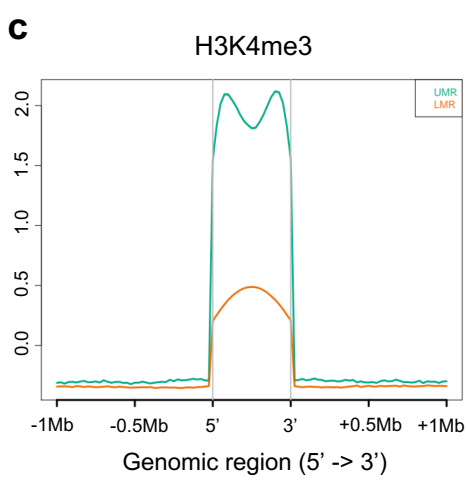 c
H3K4me3
UMR
LMR
2.0
1.5
1.0
0.5
0.0
-1Mb -0.5Mb 5' 3' +0.5Mb +1Mb
Genomic region (5' -> 3')